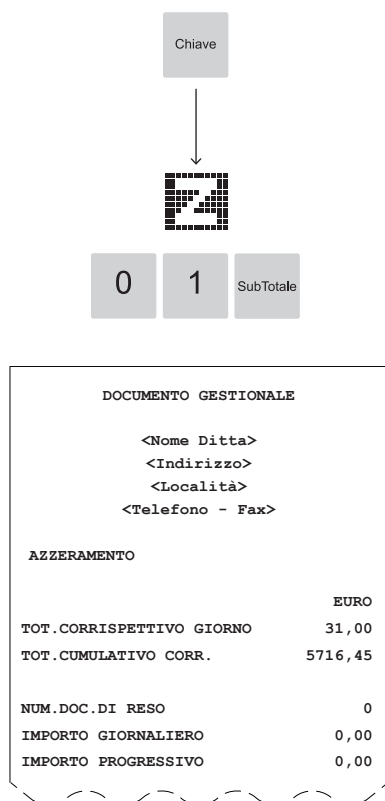 Chiave
Z
0 1 SubTotale
DOCUMENTO GESTIONALE
<Nome Ditta>
<Indirizzo>
<Località>
<Telefono - Fax>
AZZERAMENTO
EURO
TOT.CORRISPETTIVO GIORNO 31,00
TOT.CUMULATIVO CORR. 5716,45
NUM.DOC.DI RESO 0
IMPORTO GIORNALIERO 0,00
IMPORTO PROGRESSIVO 0,00